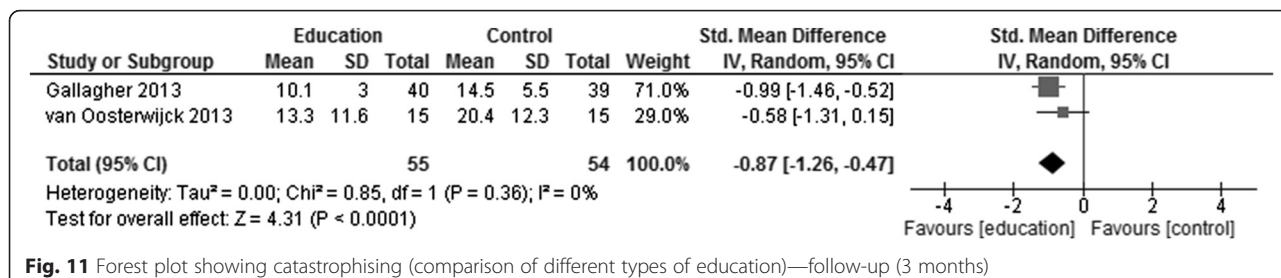 Education Control Std. Mean Difference Std. Mean Difference
Study or Subgroup Mean SD Total Mean SD Total Weight IV, Random, 95% CI IV, Random, 95% CI
Gallagher 2013 10.1 3 40 14.5 5.5 39 71.0% -0.99 [-1.46, -0.52]
van Oosterwijck 2013 13.3 11.6 15 20.4 12.3 15 29.0% -0.58 [-1.31, 0.15]
Total (95% CI) 55 54 100.0% -0.87 [-1.26, -0.47]
Heterogeneity: Tau² = 0.00; Chi² = 0.85, df = 1 (P = 0.36); I² = 0%
Test for overall effect: Z = 4.31 (P < 0.0001)
-4 -2 0 2 4
Favours [education] Favours [control]
Fig. 11 Forest plot showing catastrophising (comparison of different types of education)—follow-up (3 months)